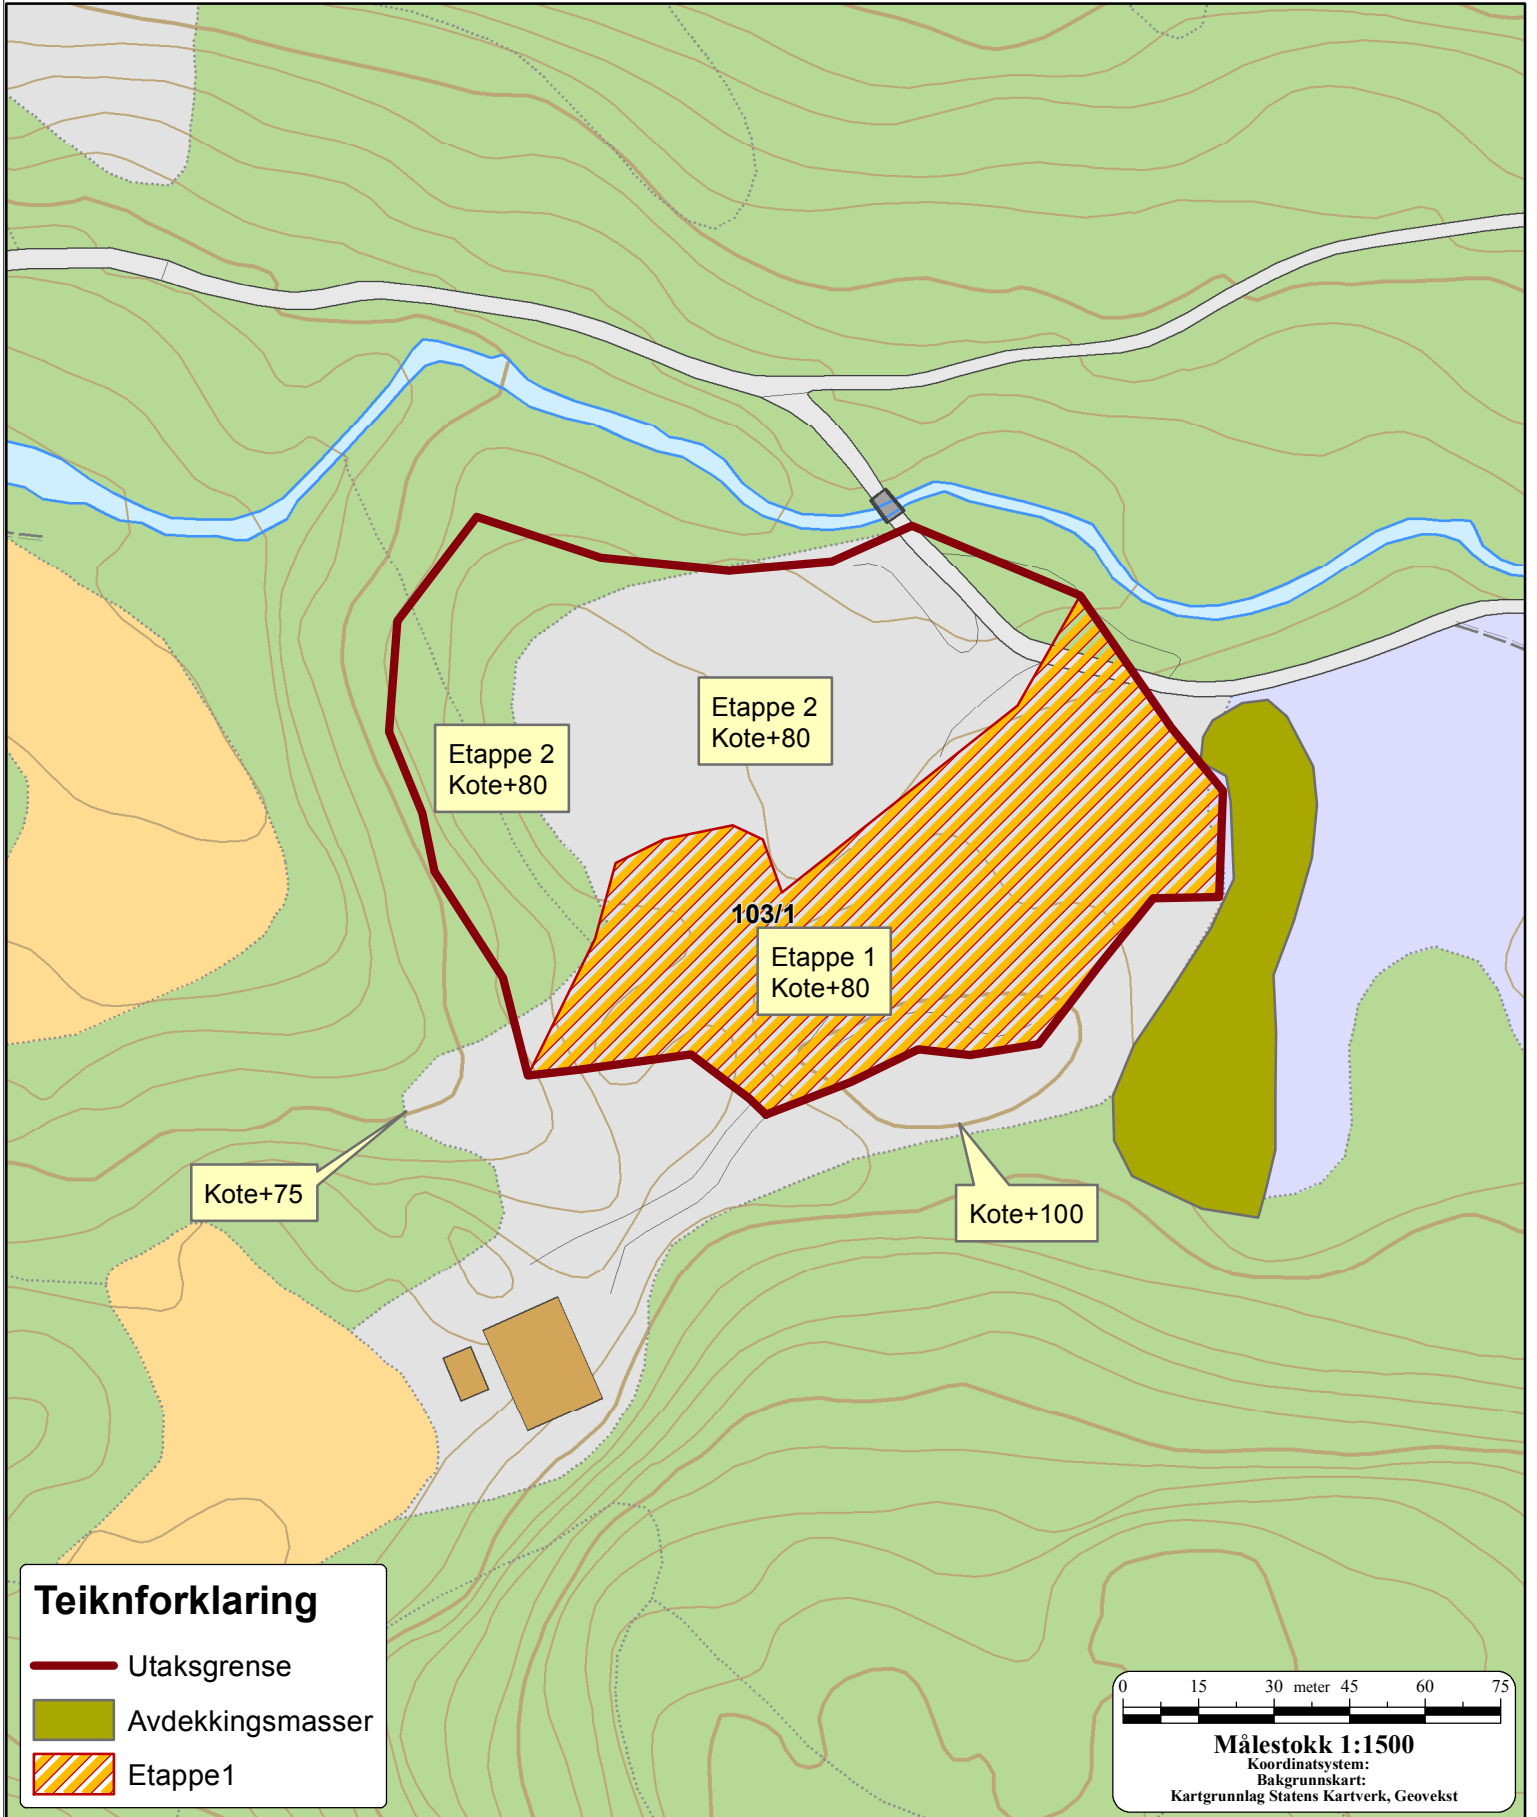 Etappe 2
Kote+80
Etappe 2
Kote+80
103/1
Etappe 1
Kote+80
Kote+75
Kote+100
Teiknforklaring
Utaksgrense
Avdekkingsmasser
Etappe1
0 15 30 meter 45 60 75
Målestokk 1:1500
Koordinatsystem:
Bakgrunnskart:
Kartgrunnlag Statens Kartverk, Geovekst